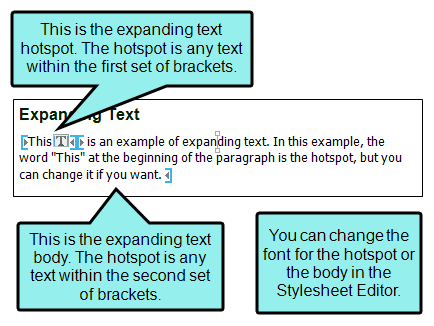 This is the expanding text
hotspot. The hotspot is any text
within the first set of brackets.
Expanding Text
This T is an example of expanding text. In this example, the
word "This" at the beginning of the paragraph is the hotspot, but you
can change it if you want.
This is the expanding text
body. The hotspot is any
text within the second set
of brackets.
You can change the
font for the hotspot or
the body in the
Stylesheet Editor.